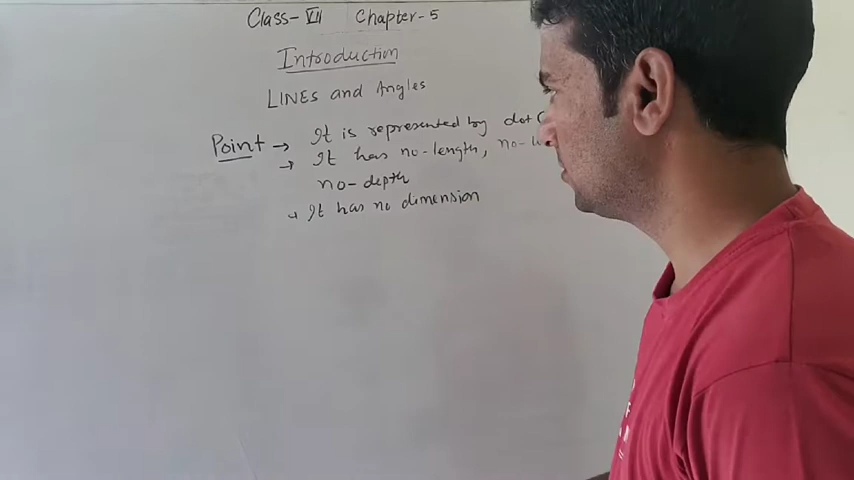 Class-VII Chapter-5
Introduction
LINES and Angles
Point → It is represented by dot
→ It has no-length, no-
no-depth
→ It has no dimension